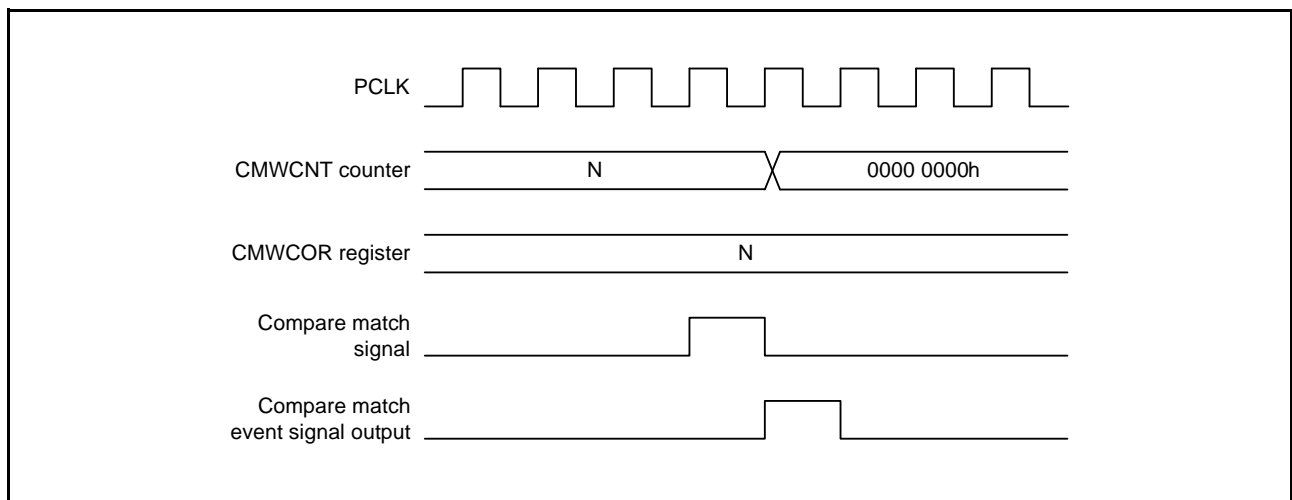 PCLK
CMWCNT counter
N
0000 0000h
CMWCOR register
N
Compare match
signal
Compare match
event signal output